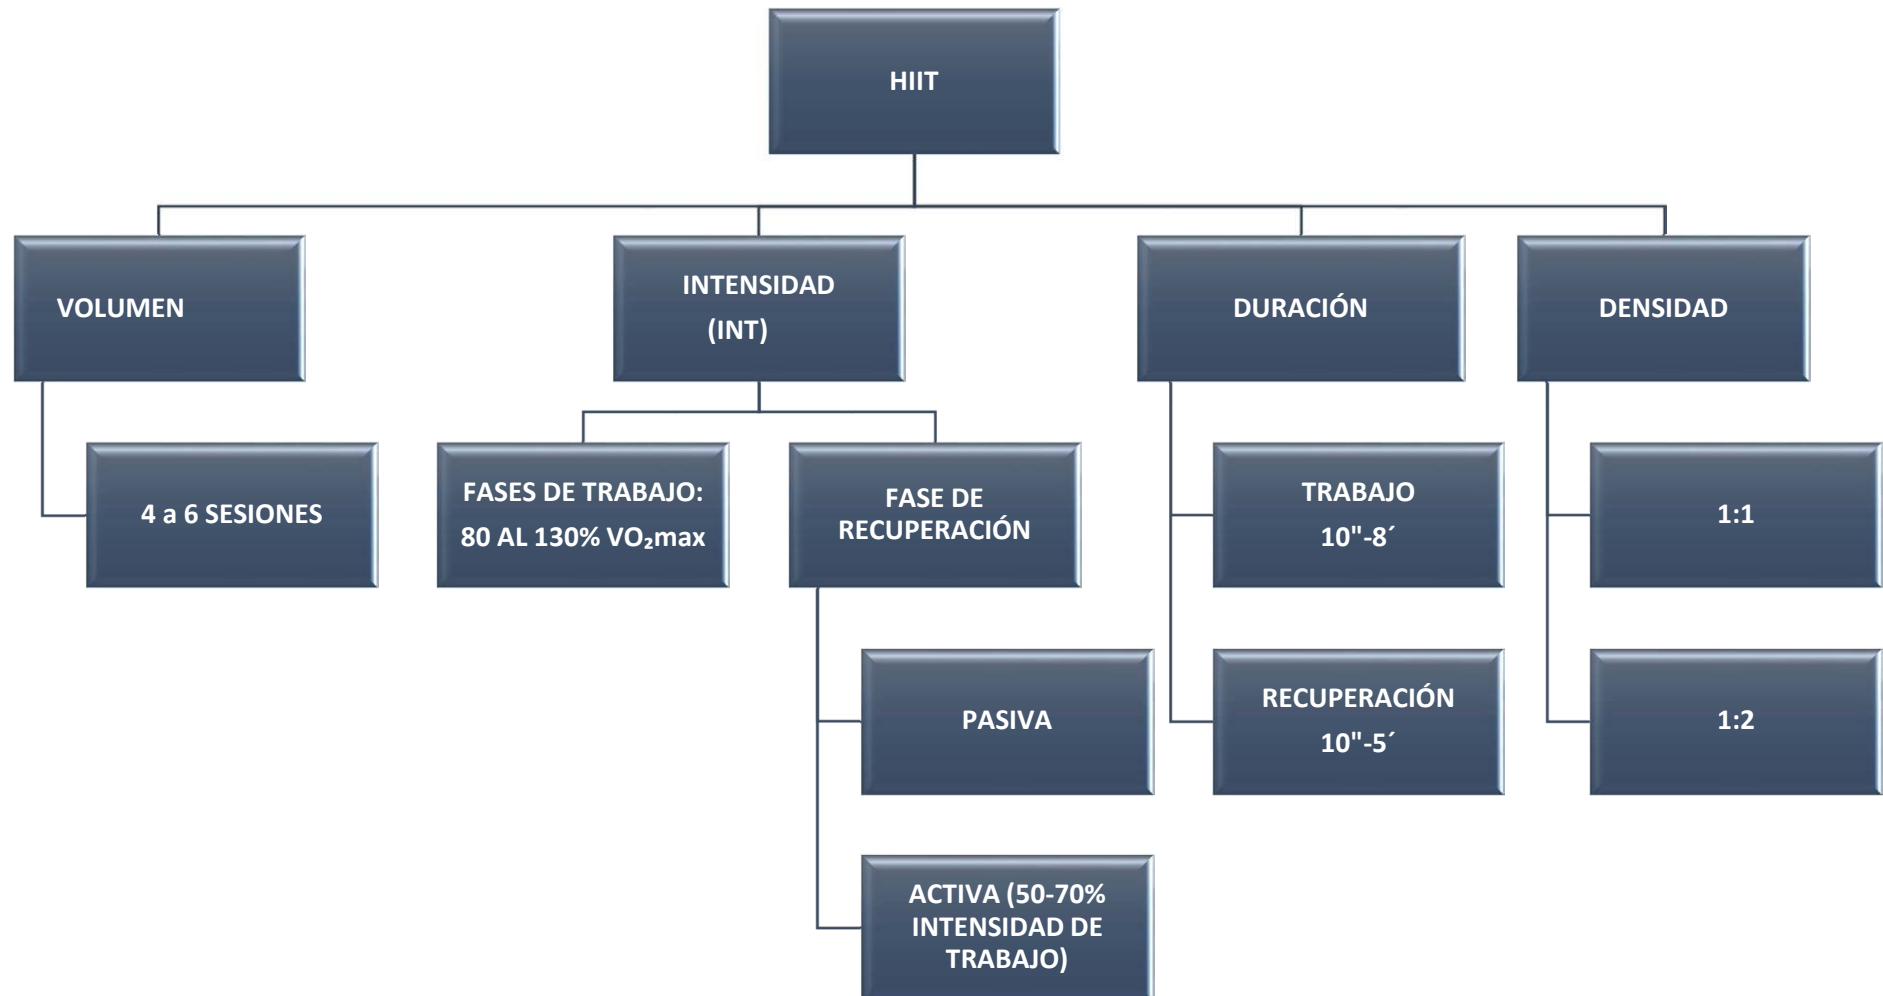 HIIT
VOLUMEN
INTENSIDAD
(INT)
DURACIÓN
DENSIDAD
4 a 6 SESIONES
FASES DE TRABAJO:
80 AL 130% VO₂max
FASE DE
RECUPERACIÓN
TRABAJO
10"-8´
1:1
PASIVA
RECUPERACIÓN
10"-5´
1:2
ACTIVA (50-70%
INTENSIDAD DE
TRABAJO)